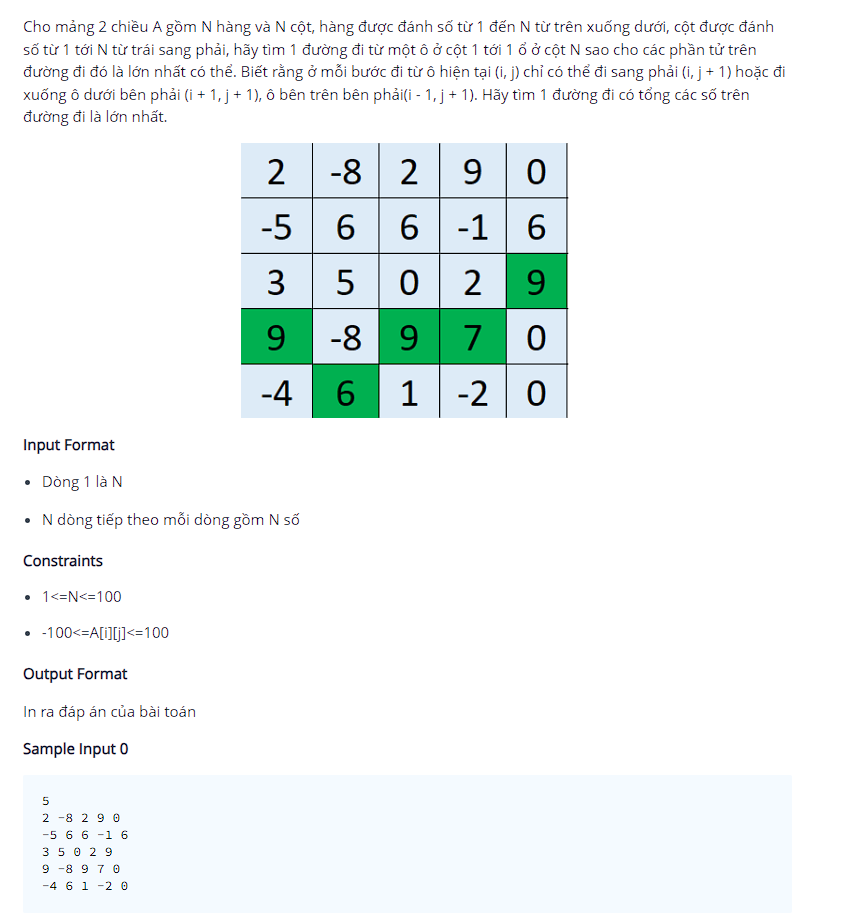 Cho mảng 2 chiều A gồm N hàng và N cột, hàng được đánh số từ 1 đến N từ trên xuống dưới, cột được đánh
số từ 1 tới N từ trái sang phải, hãy tìm 1 đường đi từ một ô ở cột 1 tới 1 ổ ở cột N sao cho các phần tử trên
đường đi đó là lớn nhất có thể. Biết rằng ở mỗi bước đi từ ô hiện tại (i, j) chỉ có thể đi sang phải (i, j + 1) hoặc đi
xuống ô dưới bên phải (i + 1, j + 1), ô bên trên bên phải(i - 1, j + 1). Hãy tìm 1 đường đi có tổng các số trên
đường đi là lớn nhất.
2 -8 2 9 0
-5 6 6 -1 6
3 5 0 2 9
9 -8 9 7 0
-4 6 1 -2 0
Input Format
• Dòng 1 là N
• N dòng tiếp theo mỗi dòng gồm N số
Constraints
• 1<=N<=100
• -100<=A[i][j]<=100
Output Format
In ra đáp án của bài toán
Sample Input 0
5
2 -8 2 9 0
-5 6 6 -1 6
3 5 0 2 9
9 -8 9 7 0
-4 6 1 -2 0